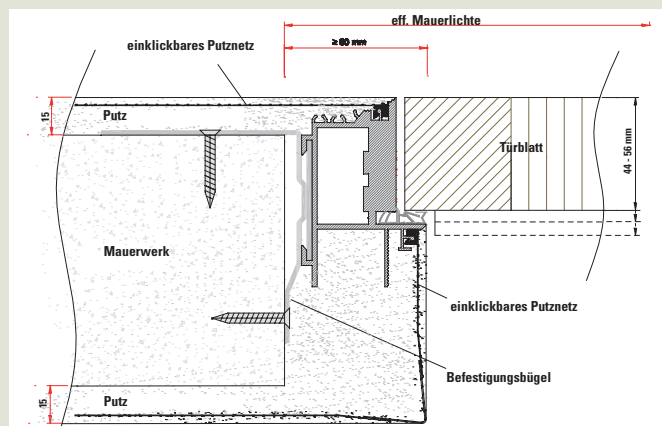 eff. Mauerlichte
≥ 60 mm
einklickbares Putznetz
15
Putz
Türblatt
44 - 56 mm
Mauerwerk
einklickbares Putznetz
Befestigungsbügel
15
Putz